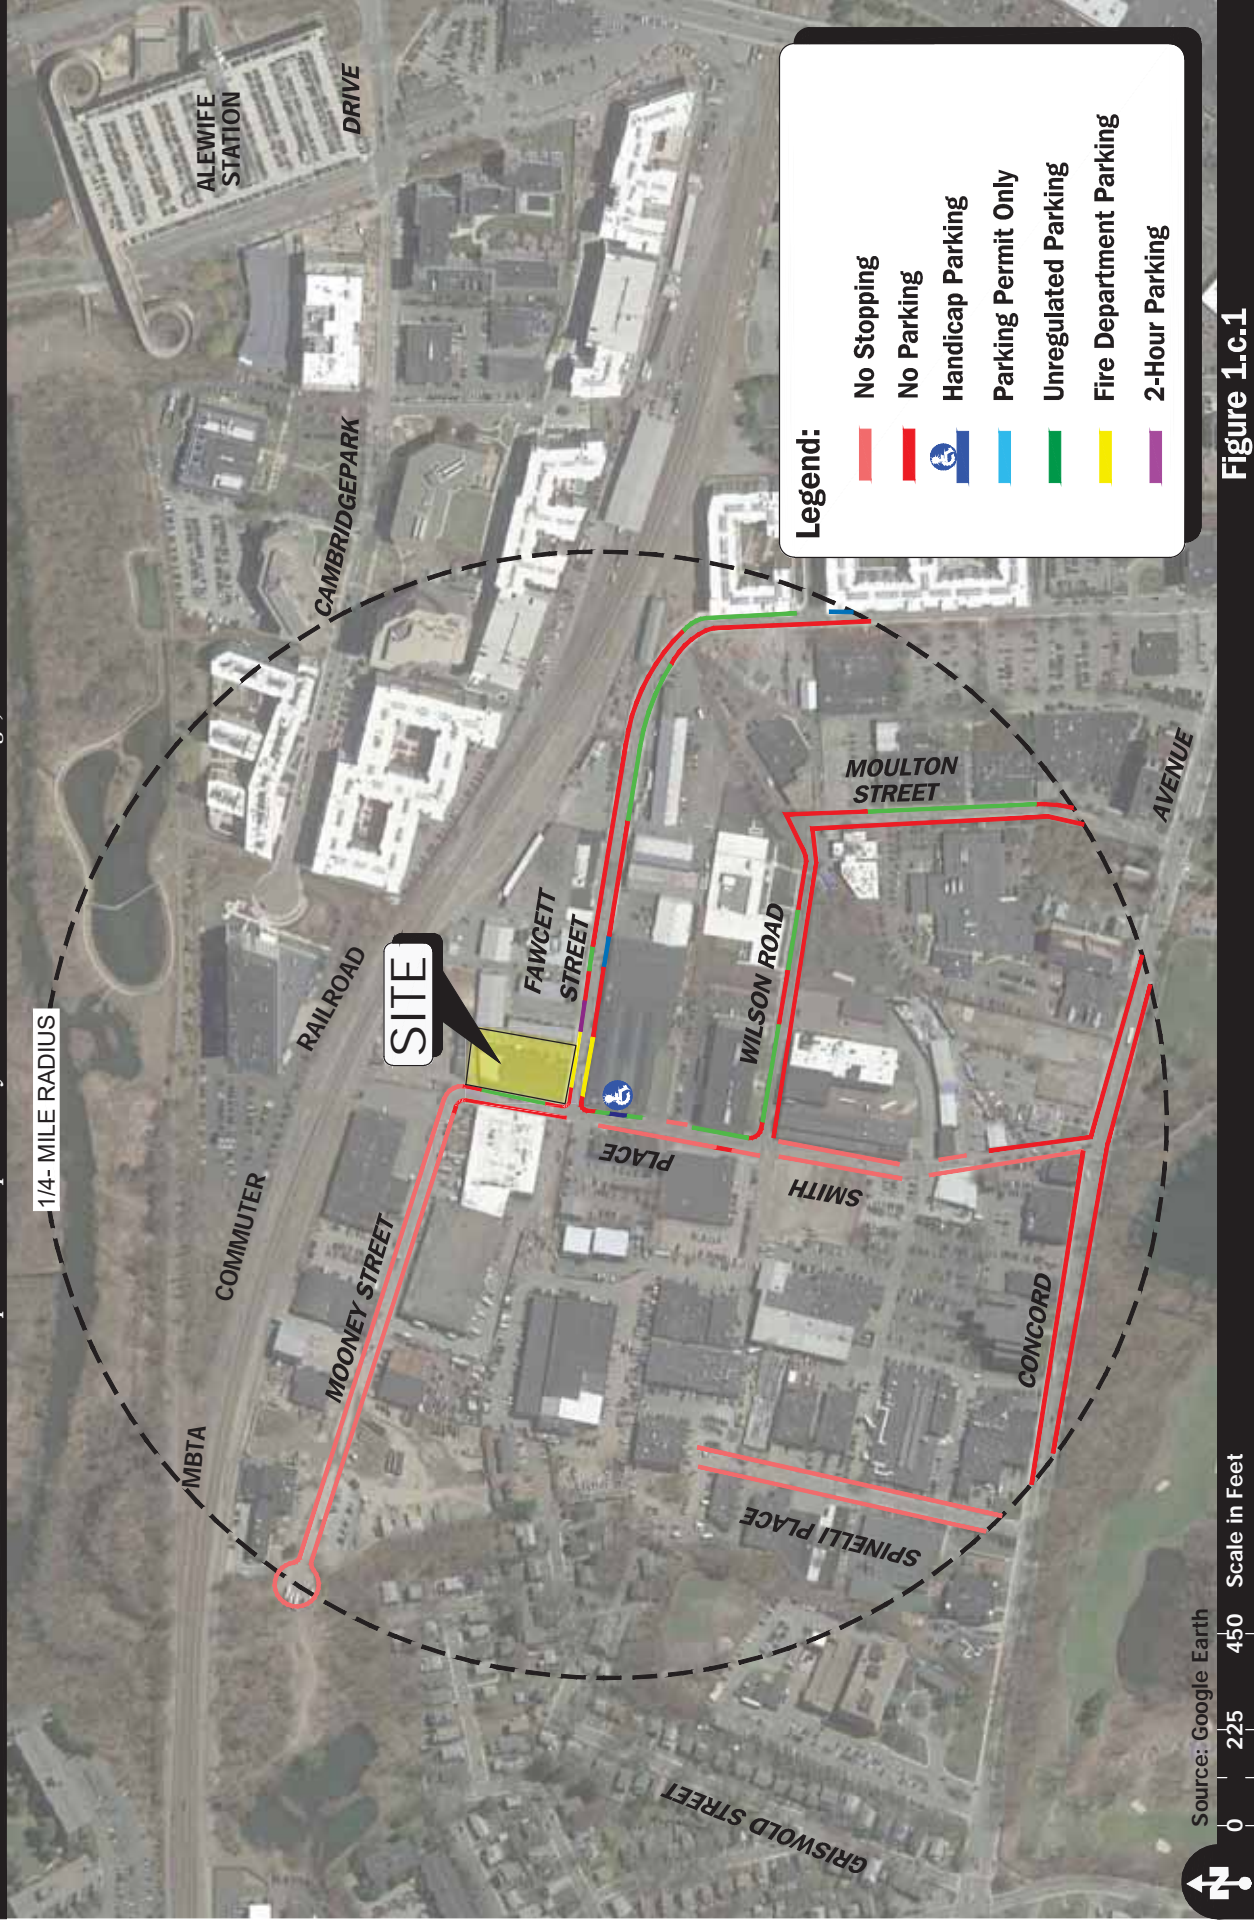 1/4- MILE RADIUS
ALEWIFE
STATION
CAMBRIDGEPARK
DRIVE
MBTA
COMMUTER
RAILROAD
SITE
MOONEY STREET
FAWCETT
STREET
SMITH
PLACE
WILSON ROAD
MOULTON
STREET
SPINELLI PLACE
CONCORD
AVENUE
GRISWOLD STREET
Legend:
No Stopping
No Parking
Handicap Parking
Parking Permit Only
Unregulated Parking
Fire Department Parking
2-Hour Parking
Source: Google Earth
N
0 225 450 Scale in Feet
Figure 1.c.1